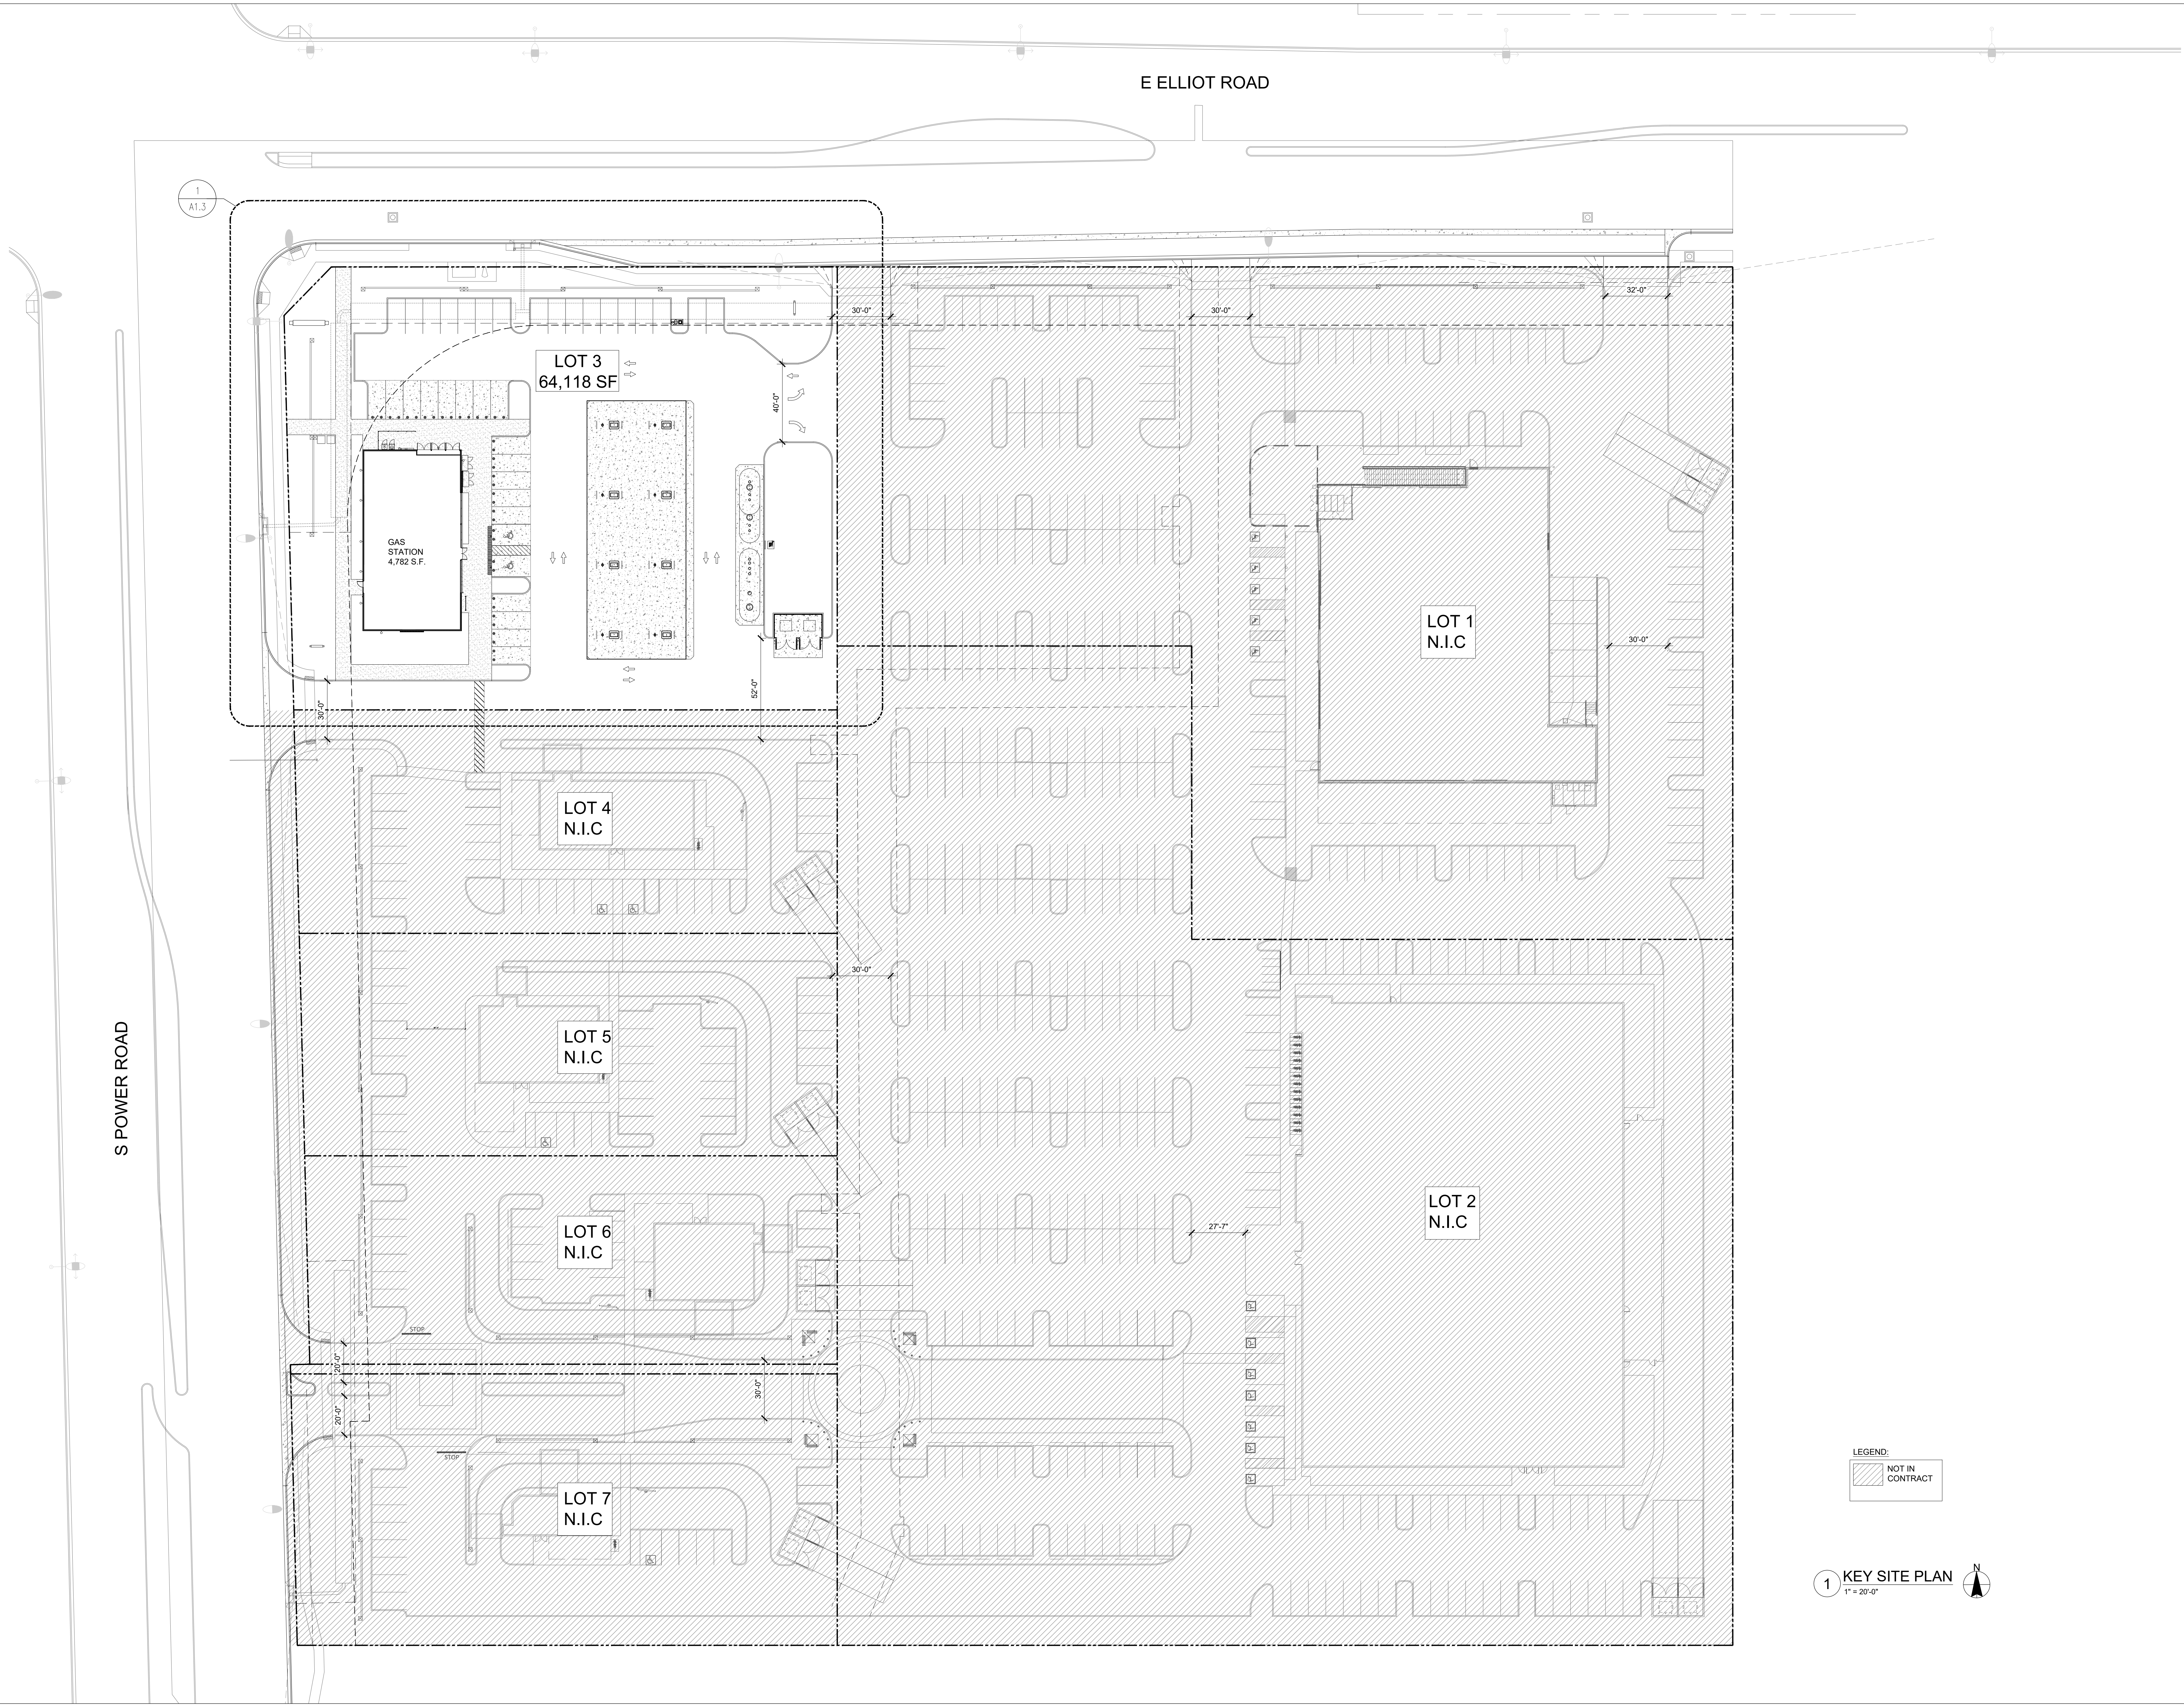 E ELLIOT ROAD
1
A1.3
32'-0"
30'-0"
30'-0"
LOT 3
64,118 SF
40'-0"
GAS
STATION
4,782 S.F.
LOT 1
N.I.C
30'-0"
52'-0"
30'-0"
LOT 4
N.I.C
30'-0"
S POWER ROAD
LOT 5
N.I.C
LOT 2
N.I.C
LOT 6
N.I.C
27'-7"
STOP
20'-0"
30'-0"
20'-0"
STOP
LOT 7
N.I.C
LEGEND:
NOT IN
CONTRACT
1
KEY SITE PLAN
1" = 20'-0"
N